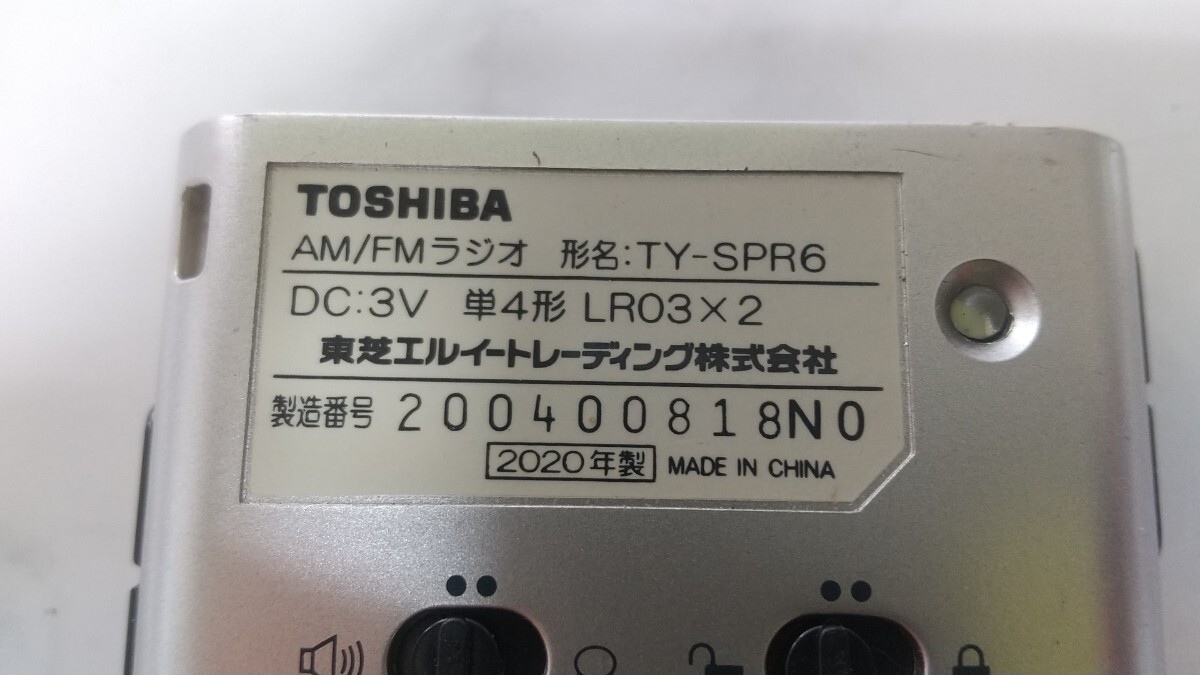 TOSHIBA
AM/FMラジオ 形名:TY-SPR6
DC:3V 単4形 LR03×2
東芝エルイートレーディング株式会社
製造番号 200400818N0
2020年製 MADE IN CHINA